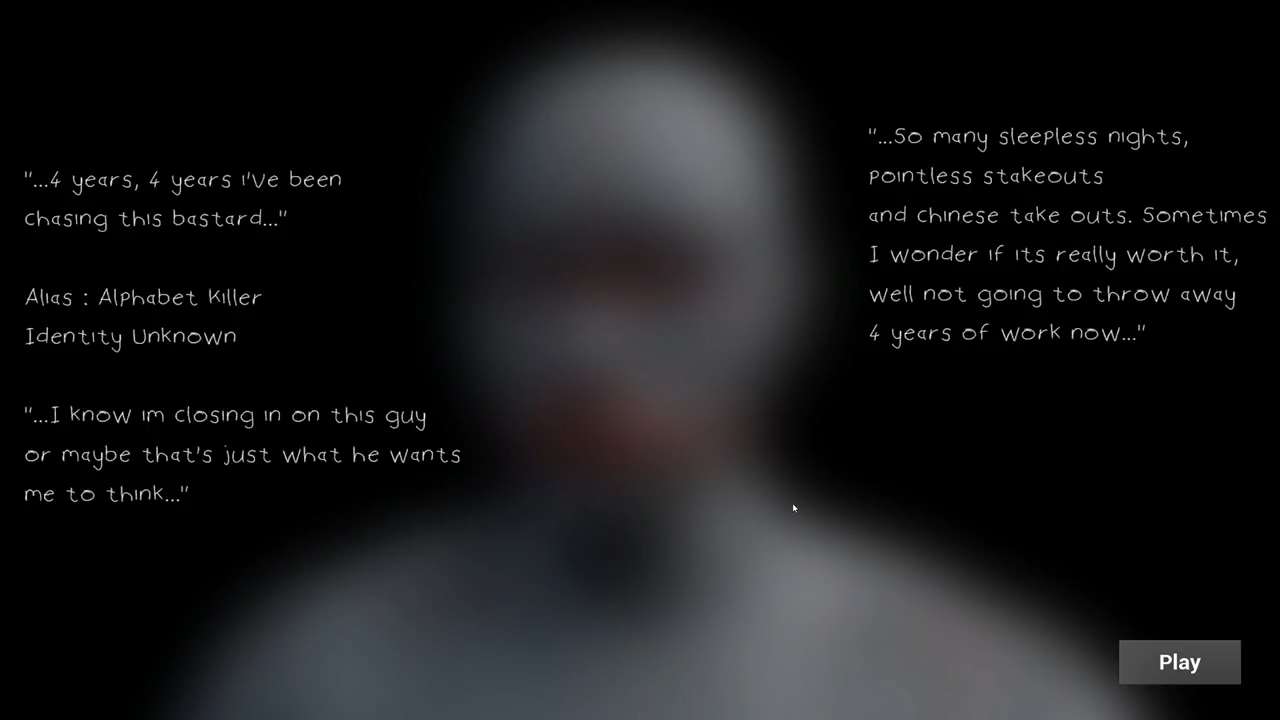 "...4 years, 4 years i've been
chasing this bastard..."
Alias : Alphabet Killer
Identity Unknown
"...I know im closing in on this guy
or maybe that's just what he wants
me to think..."
"...So many sleepless nights,
pointless stakeouts
and chinese take outs. Sometimes
I wonder if its really worth it,
well not going to throw away
4 years of work now..."
Play